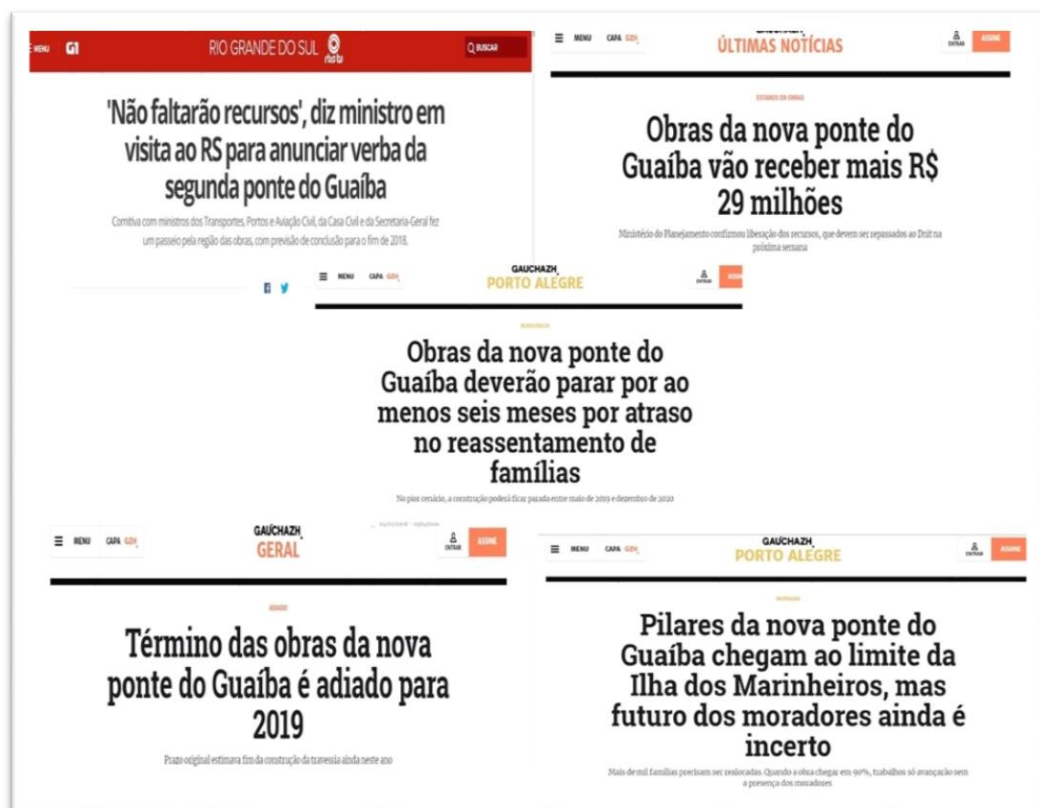 MENU G1 RIO GRANDE DO SUL rbs tv BUSCAR
'Não faltarão recursos', diz ministro em
visita ao RS para anunciar verba da
segunda ponte do Guaíba
Comitiva com ministros dos Transportes, Portos e Aviação Civil, da Casa Civil e da Secretaria-Geral fez
um passeio pela região das obras, com previsão de conclusão para o fim de 2018.
MENU CAPA GZH ENTRAR ASSINE
ÚLTIMAS NOTÍCIAS
ESTAMOS EM OBRAS
Obras da nova ponte do
Guaíba vão receber mais R$
29 milhões
Ministério do Planejamento confirmou liberação dos recursos, que devem ser repassados ao Dnit na
próxima semana
MENU CAPA GZH GAUCHAZH ENTRAR
PORTO ALEGRE
Obras da nova ponte do
Guaíba deverão parar por ao
menos seis meses por atraso
no reassentamento de
famílias
No pior cenário, a construção poderá ficar parada entre maio de 2019 e dezembro de 2020
MENU CAPA GZH GAÚCHAZH ENTRAR ASSINE
GERAL
ADIADO
Término das obras da nova
ponte do Guaíba é adiado para
2019
Prazo original estimava fim da construção da travessia ainda neste ano
MENU CAPA GZH GAÚCHAZH ENTRAR ASSINE
PORTO ALEGRE
Pilares da nova ponte do
Guaíba chegam ao limite da
Ilha dos Marinheiros, mas
futuro dos moradores ainda é
incerto
Mais de mil famílias precisam ser realocadas. Quando a obra chegar em 90%, trabalhos só avançarão sem
a presença dos moradores